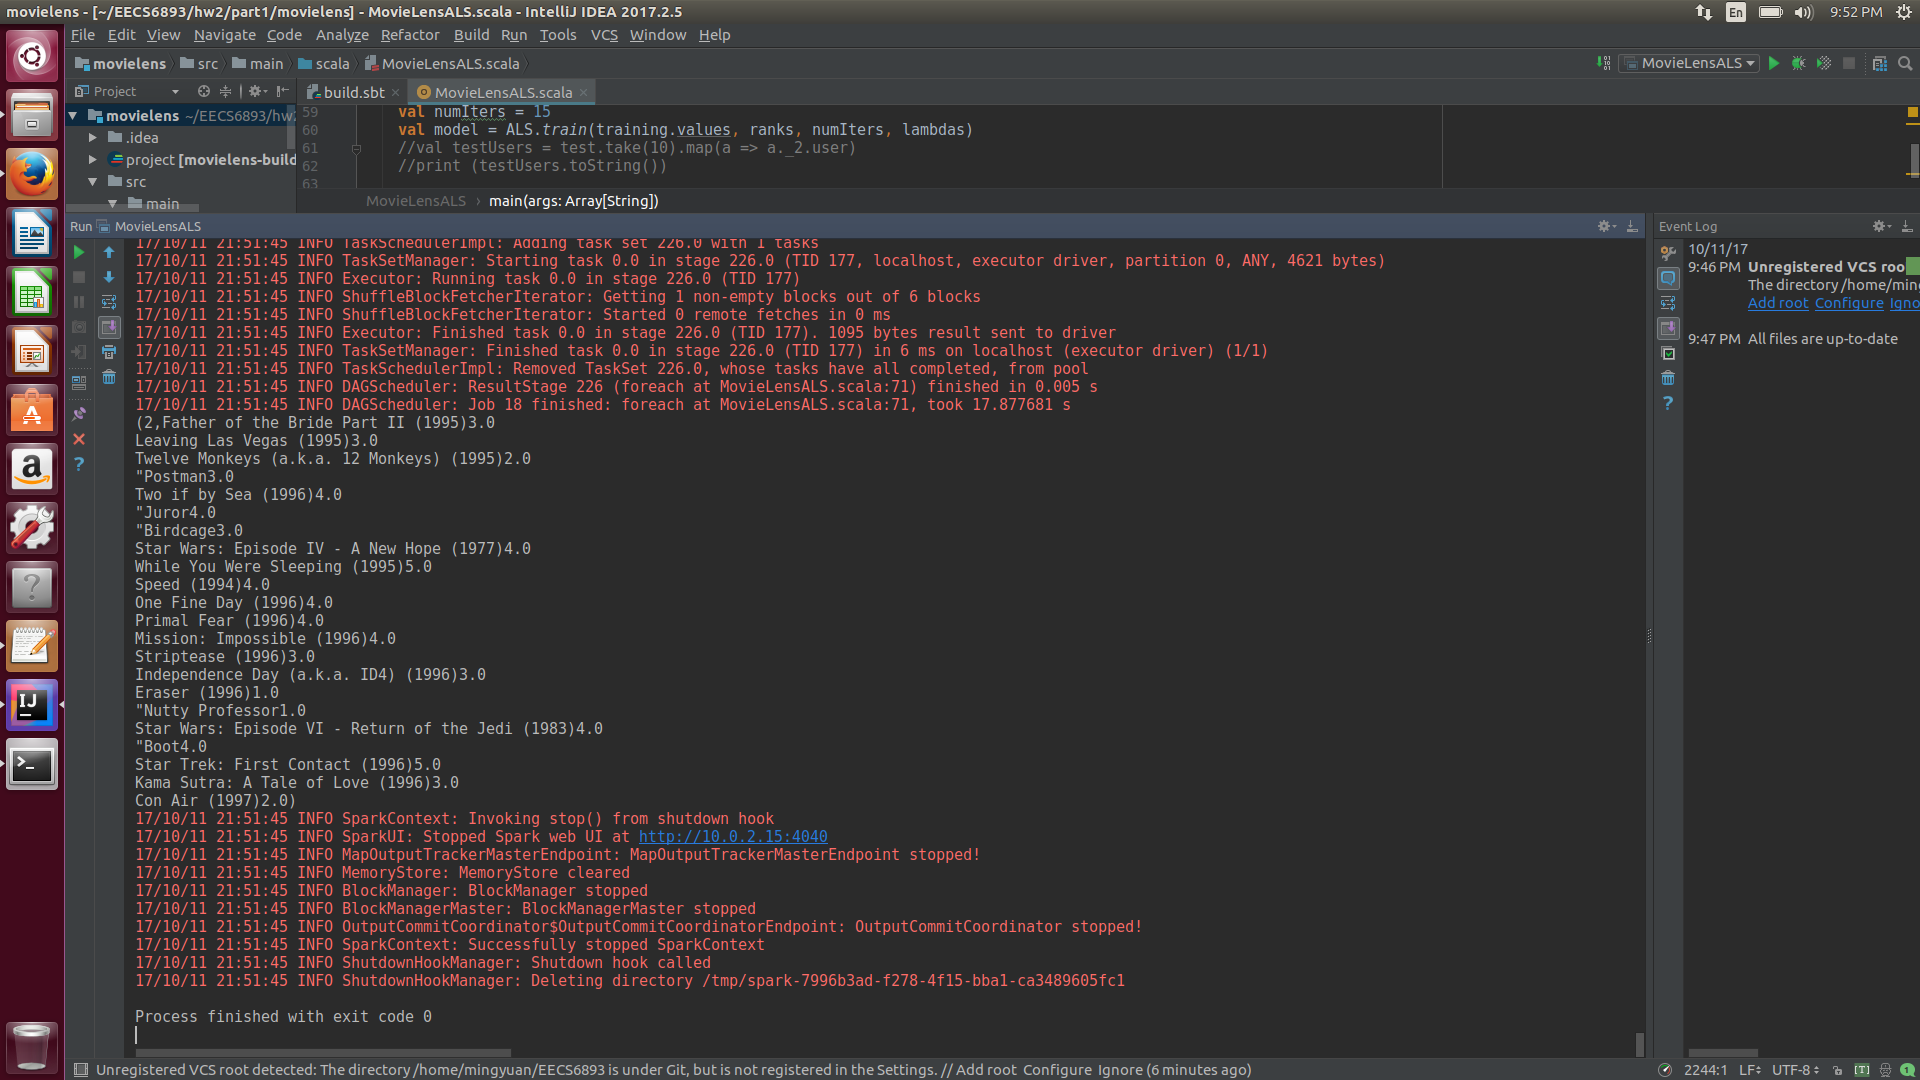 movielens - [~/EECS6893/hw2/part1/movielens] - MovieLensALS.scala - IntelliJ IDEA 2017.2.5
En 9:52 PM
File Edit View Navigate Code Analyze Refactor Build Run Tools VCS Window Help
movielens src main scala MovieLensALS.scala
MovieLensALS
Project
build.sbt
MovieLensALS.scala
movielens ~/EECS6893/hw2
.idea
project [movielens-build
src
main
59 val numIters = 15
60 val model = ALS.train(training.values, ranks, numIters, lambdas)
61 //val testUsers = test.take(10).map(a => a._2.user)
62 //print (testUsers.toString())
63
MovieLensALS › main(args: Array[String])
Run MovieLensALS
17/10/11 21:51:45 INFO TaskSchedulerImpl: Adding task set 226.0 with 1 tasks
17/10/11 21:51:45 INFO TaskSetManager: Starting task 0.0 in stage 226.0 (TID 177, localhost, executor driver, partition 0, ANY, 4621 bytes)
17/10/11 21:51:45 INFO Executor: Running task 0.0 in stage 226.0 (TID 177)
17/10/11 21:51:45 INFO ShuffleBlockFetcherIterator: Getting 1 non-empty blocks out of 6 blocks
17/10/11 21:51:45 INFO ShuffleBlockFetcherIterator: Started 0 remote fetches in 0 ms
17/10/11 21:51:45 INFO Executor: Finished task 0.0 in stage 226.0 (TID 177). 1095 bytes result sent to driver
17/10/11 21:51:45 INFO TaskSetManager: Finished task 0.0 in stage 226.0 (TID 177) in 6 ms on localhost (executor driver) (1/1)
17/10/11 21:51:45 INFO TaskSchedulerImpl: Removed TaskSet 226.0, whose tasks have all completed, from pool
17/10/11 21:51:45 INFO DAGScheduler: ResultStage 226 (foreach at MovieLensALS.scala:71) finished in 0.005 s
17/10/11 21:51:45 INFO DAGScheduler: Job 18 finished: foreach at MovieLensALS.scala:71, took 17.877681 s
(2,Father of the Bride Part II (1995)3.0
Leaving Las Vegas (1995)3.0
Twelve Monkeys (a.k.a. 12 Monkeys) (1995)2.0
"Postman3.0
Two if by Sea (1996)4.0
"Juror4.0
"Birdcage3.0
Star Wars: Episode IV - A New Hope (1977)4.0
While You Were Sleeping (1995)5.0
Speed (1994)4.0
One Fine Day (1996)4.0
Primal Fear (1996)4.0
Mission: Impossible (1996)4.0
Striptease (1996)3.0
Independence Day (a.k.a. ID4) (1996)3.0
Eraser (1996)1.0
"Nutty Professor1.0
Star Wars: Episode VI - Return of the Jedi (1983)4.0
"Boot4.0
Star Trek: First Contact (1996)5.0
Kama Sutra: A Tale of Love (1996)3.0
Con Air (1997)2.0)
17/10/11 21:51:45 INFO SparkContext: Invoking stop() from shutdown hook
17/10/11 21:51:45 INFO SparkUI: Stopped Spark web UI at http://10.0.2.15:4040
17/10/11 21:51:45 INFO MapOutputTrackerMasterEndpoint: MapOutputTrackerMasterEndpoint stopped!
17/10/11 21:51:45 INFO MemoryStore: MemoryStore cleared
17/10/11 21:51:45 INFO BlockManager: BlockManager stopped
17/10/11 21:51:45 INFO BlockManagerMaster: BlockManagerMaster stopped
17/10/11 21:51:45 INFO OutputCommitCoordinator$OutputCommitCoordinatorEndpoint: OutputCommitCoordinator stopped!
17/10/11 21:51:45 INFO SparkContext: Successfully stopped SparkContext
17/10/11 21:51:45 INFO ShutdownHookManager: Shutdown hook called
17/10/11 21:51:45 INFO ShutdownHookManager: Deleting directory /tmp/spark-7996b3ad-f278-4f15-bba1-ca3489605fc1
Process finished with exit code 0
Event Log
10/11/17
9:46 PM Unregistered VCS roo
The directory /home/ming
Add root Configure Igno
9:47 PM All files are up-to-date
Unregistered VCS root detected: The directory /home/mingyuan/EECS6893 is under Git, but is not registered in the Settings. // Add root Configure Ignore (6 minutes ago)
2244:1 LF UTF-8 [T] 1